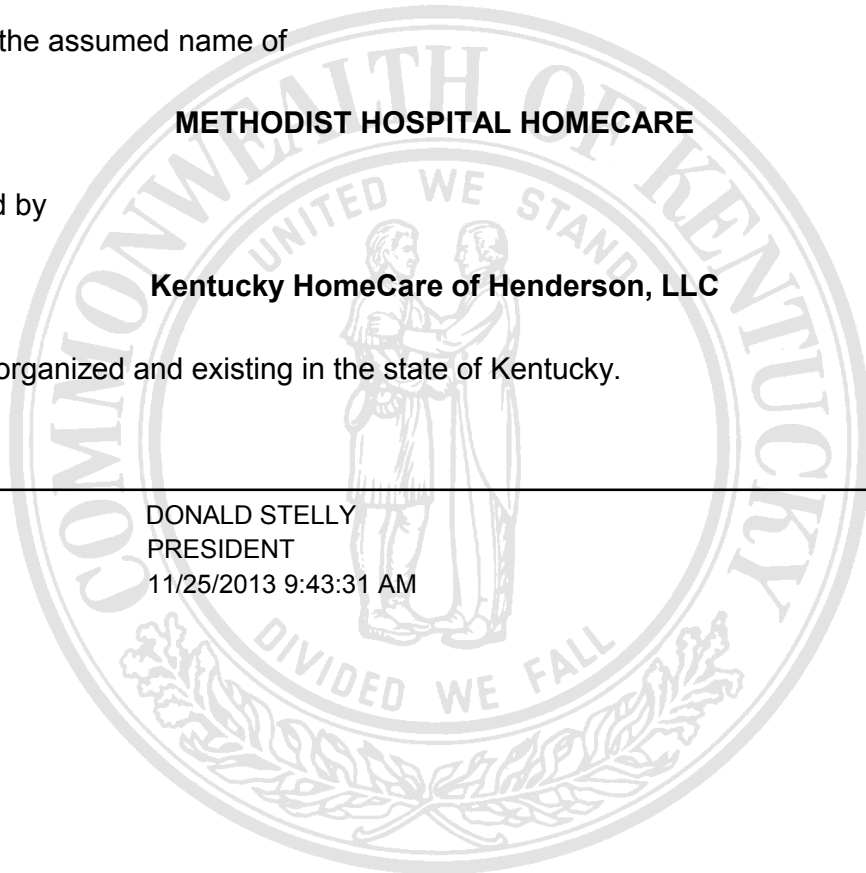 the assumed name of
METHODIST HOSPITAL HOMECARE
d by
Kentucky HomeCare of Henderson, LLC
organized and existing in the state of Kentucky.
DONALD STELLY
PRESIDENT
11/25/2013 9:43:31 AM
COMMONWEALTH OF KENTUCKY
UNITED WE STAND
DIVIDED WE FALL